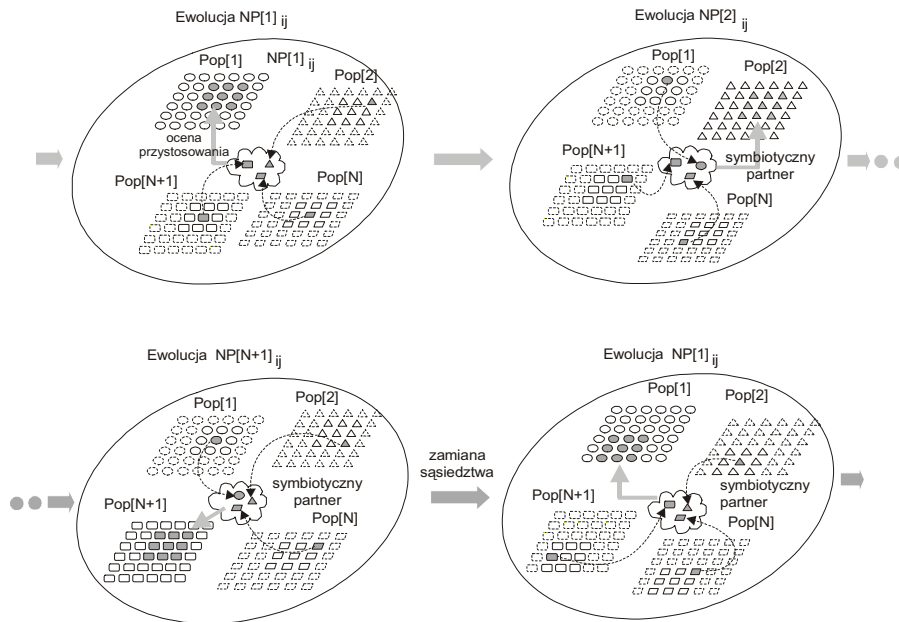 Ewolucja NP[1] ij
Pop[1]
NP[1] ij
Pop[2]
ocena
przystosowania
Pop[N+1]
Pop[N]
Ewolucja NP[2] ij
Pop[1]
Pop[2]
Pop[N+1]
symbiotyczny
partner
Pop[N]
Ewolucja NP[N+1] ij
Pop[1]
Pop[2]
symbiotyczny
partner
Pop[N+1]
Pop[N]
zamiana
sąsiedztwa
Ewolucja NP[1] ij
Pop[1]
Pop[2]
Pop[N+1]
symbiotyczny
partner
Pop[N]